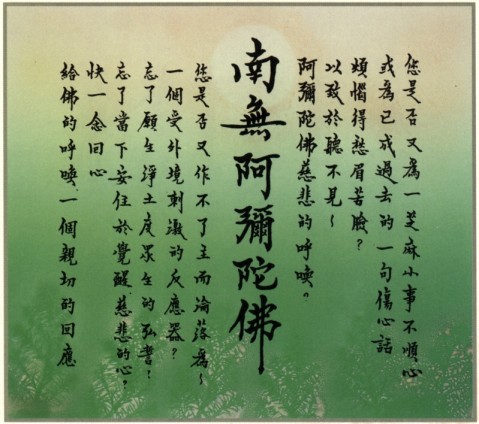 您是否又為一芝麻小事不順心
或為已成過去的一句傷心話
煩惱得愁眉苦臉?
以致於聽不見~
阿彌陀佛慈悲的呼喚。
南無阿彌陀佛
您是否又作不了主而淪落為~
一個受外境刺激的反應器?
忘了願生淨土度眾生的弘誓!
忘了當下安住於覺醒、慈悲的心?
快一念回心
給佛的呼喚一個親切的回應